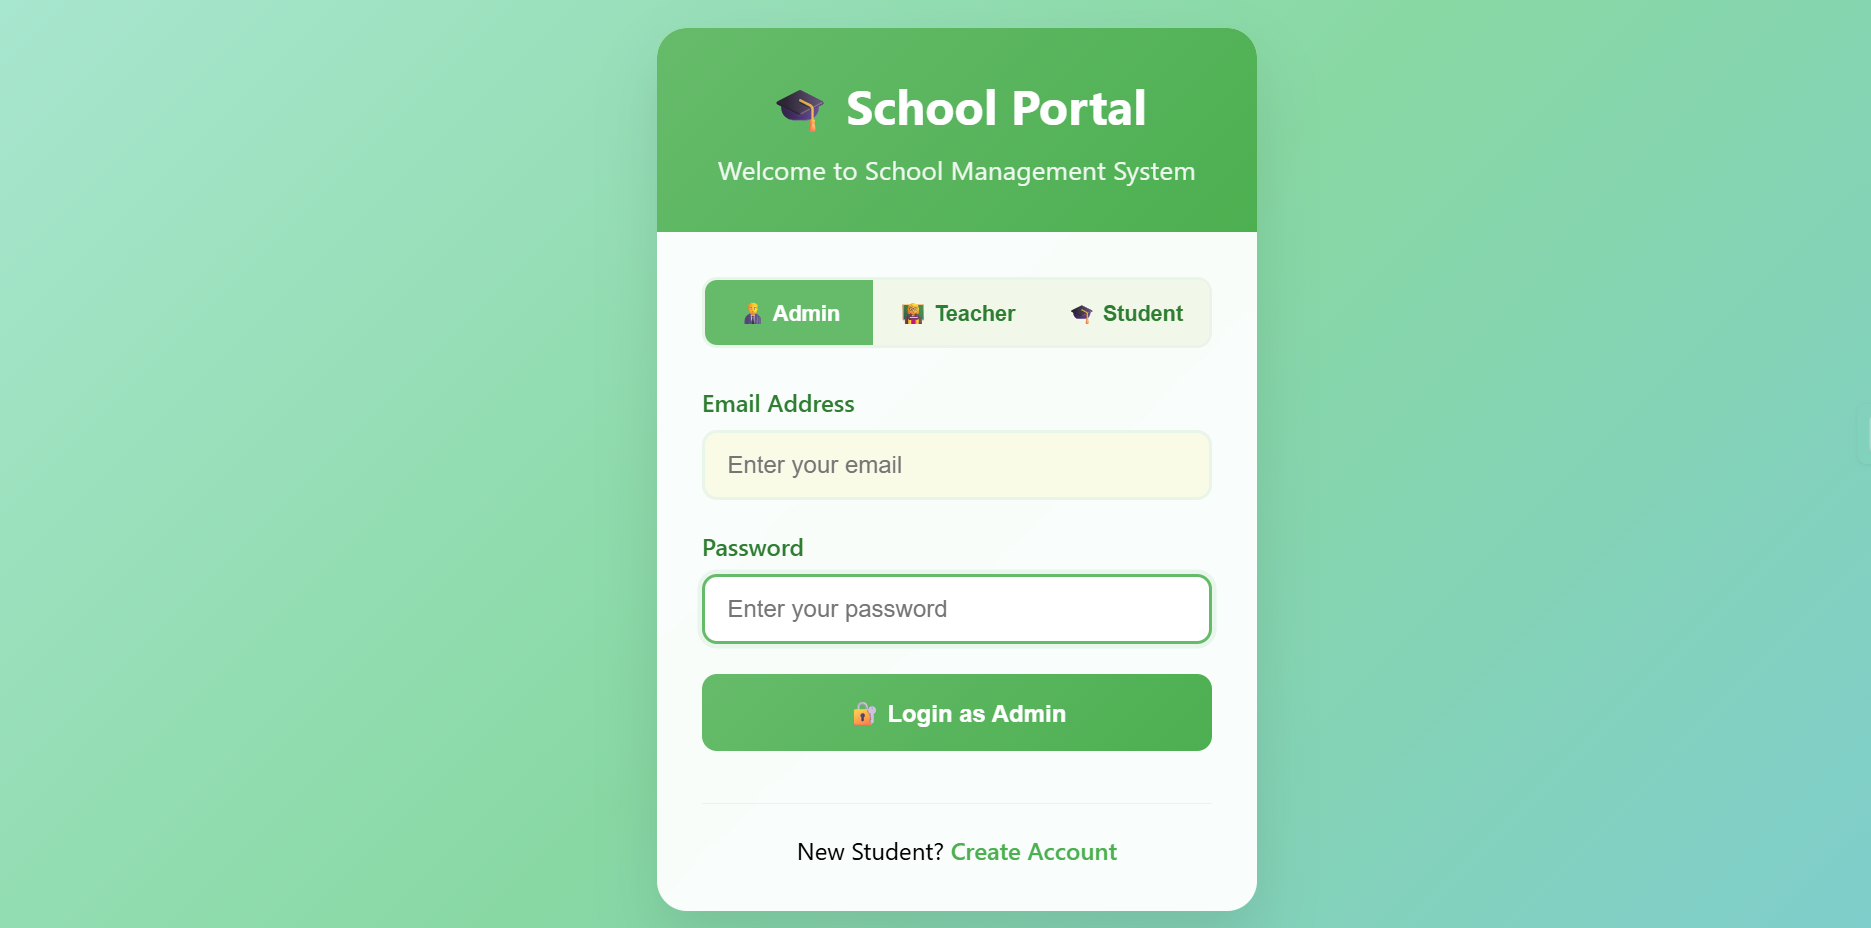 School Portal
Welcome to School Management System
Admin
Teacher
Student
Email Address
Enter your email
Password
Enter your password
Login as Admin
New Student? Create Account